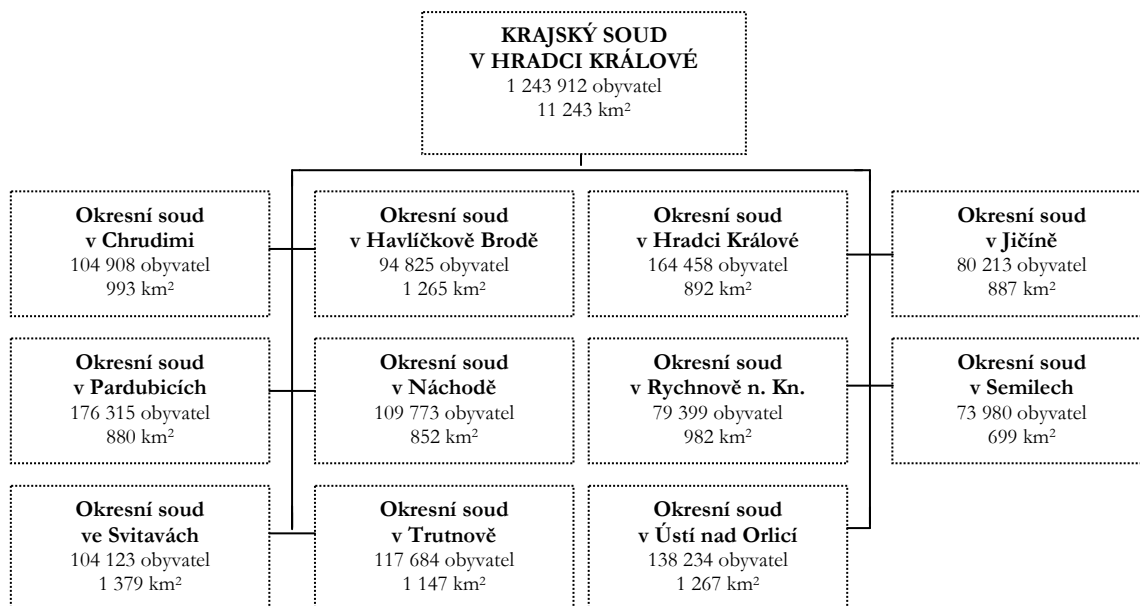 KRAJSKÝ SOUD
V HRADCI KRÁLOVÉ
1 243 912 obyvatel
11 243 km²
Okresní soud
v Chrudimi
104 908 obyvatel
993 km²
Okresní soud
v Havlíčkově Brodě
94 825 obyvatel
1 265 km²
Okresní soud
v Hradci Králové
164 458 obyvatel
892 km²
Okresní soud
v Jičíně
80 213 obyvatel
887 km²
Okresní soud
v Pardubicích
176 315 obyvatel
880 km²
Okresní soud
v Náchodě
109 773 obyvatel
852 km²
Okresní soud
v Rychnově n. Kn.
79 399 obyvatel
982 km²
Okresní soud
v Semilech
73 980 obyvatel
699 km²
Okresní soud
ve Svitavách
104 123 obyvatel
1 379 km²
Okresní soud
v Trutnově
117 684 obyvatel
1 147 km²
Okresní soud
v Ústí nad Orlicí
138 234 obyvatel
1 267 km²